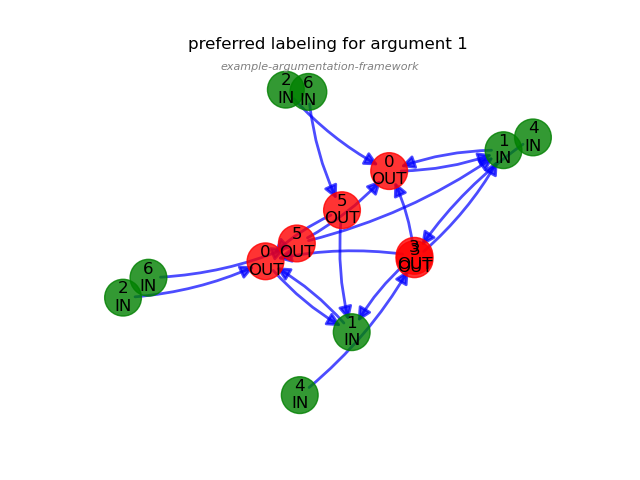 preferred labeling for argument 1
example-argumentation-framework
2
IN
6
IN
4
IN
1
IN
0
OUT
5
OUT
5
OUT
3
OUT
0
OUT
6
IN
2
IN
1
IN
4
IN